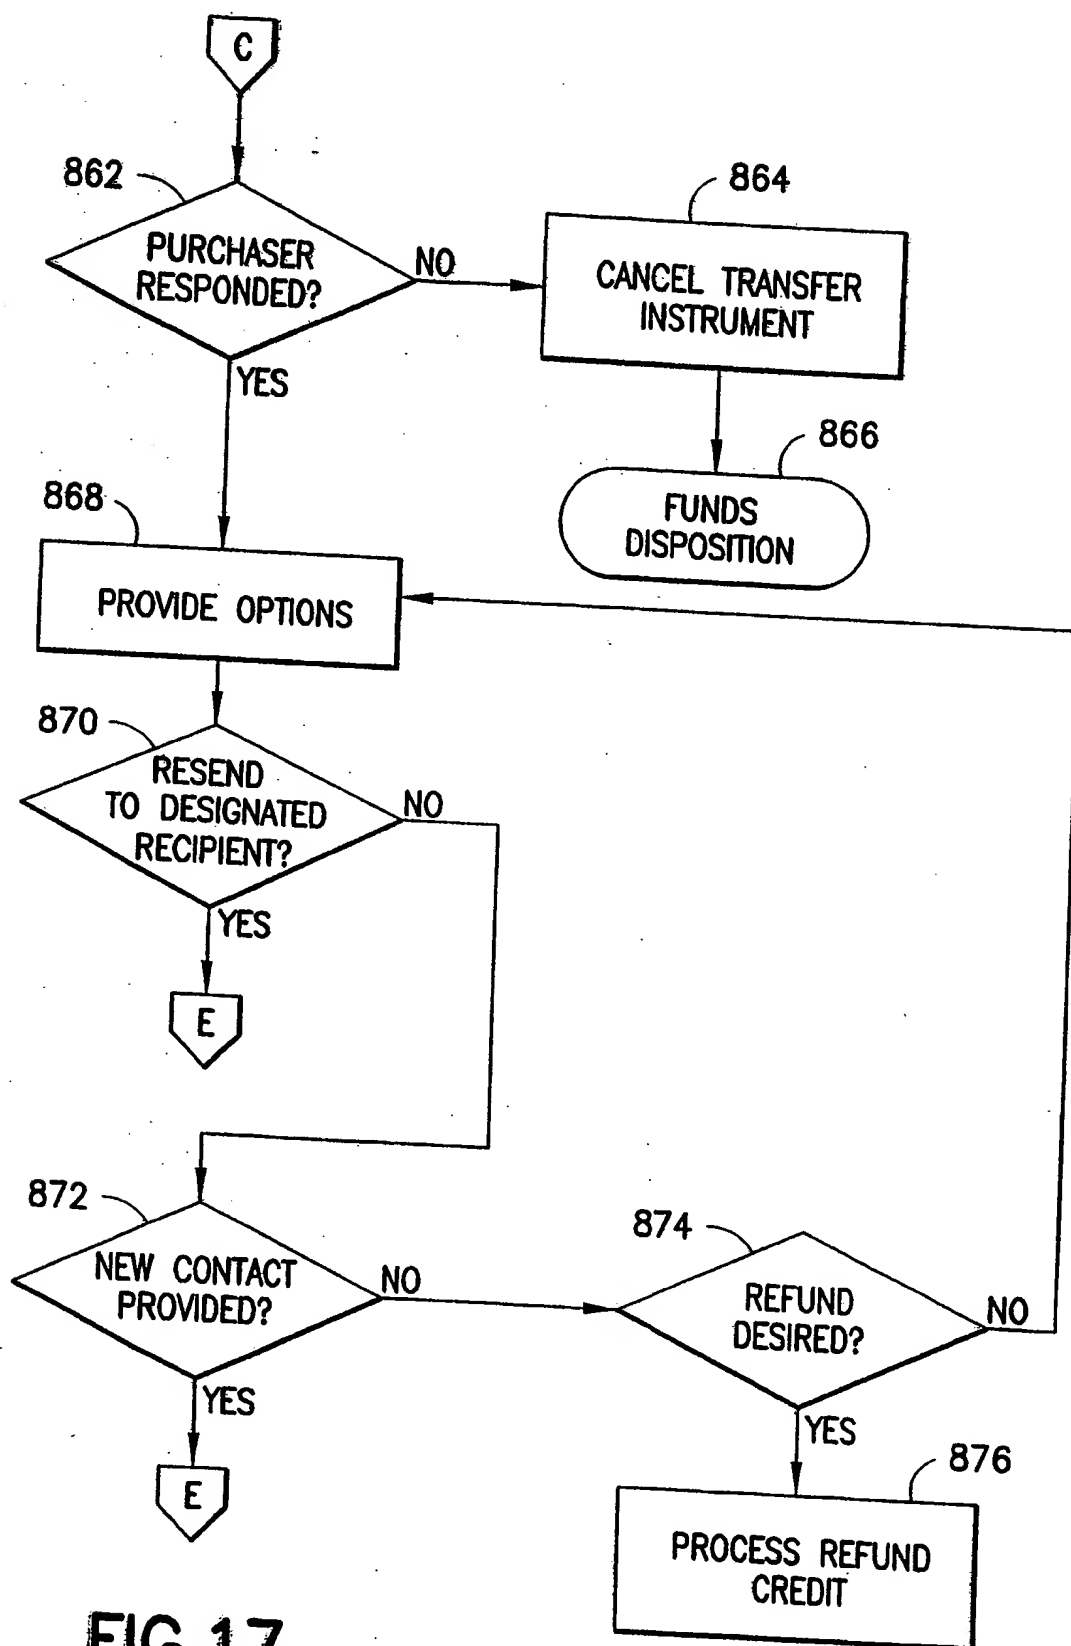 C
862
PURCHASER
RESPONDED?
NO
864
CANCEL TRANSFER
INSTRUMENT
YES
866
FUNDS
DISPOSITION
868
PROVIDE OPTIONS
870
RESEND
TO DESIGNATED
RECIPIENT?
NO
YES
E
872
NEW CONTACT
PROVIDED?
NO
874
REFUND
DESIRED?
NO
YES
E
YES
876
PROCESS REFUND
CREDIT
FIG.17